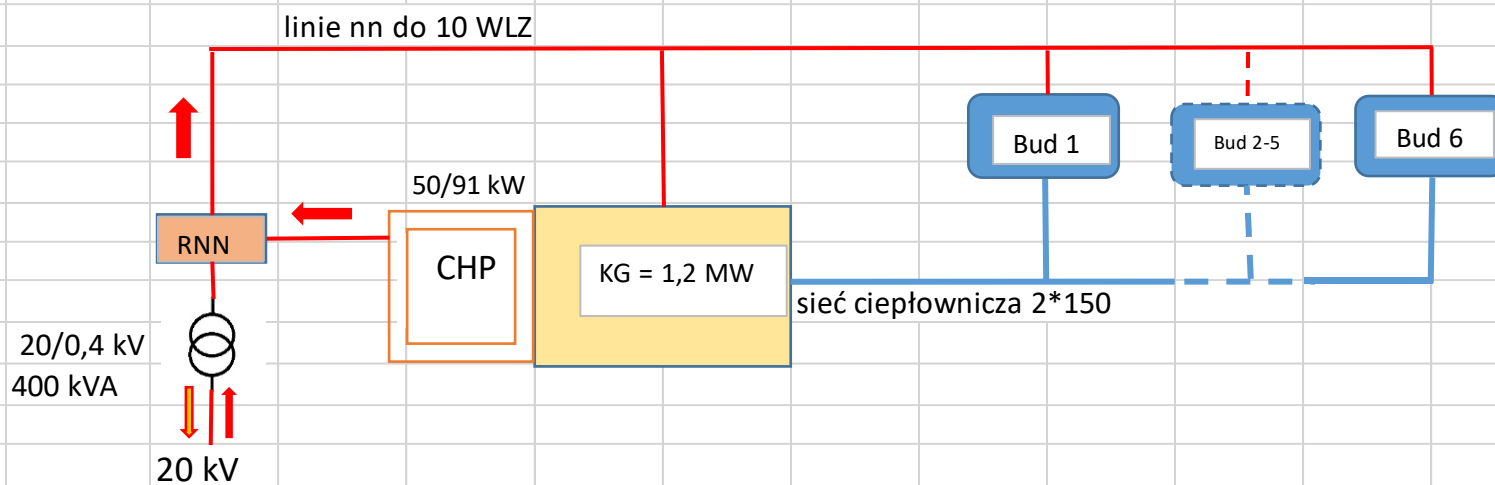 linie nn do 10 WLZ
Bud 1
Bud 2-5
Bud 6
50/91 kW
RNN
CHP
KG = 1,2 MW
sieć ciepłownicza 2*150
20/0,4 kV
400 kVA
20 kV